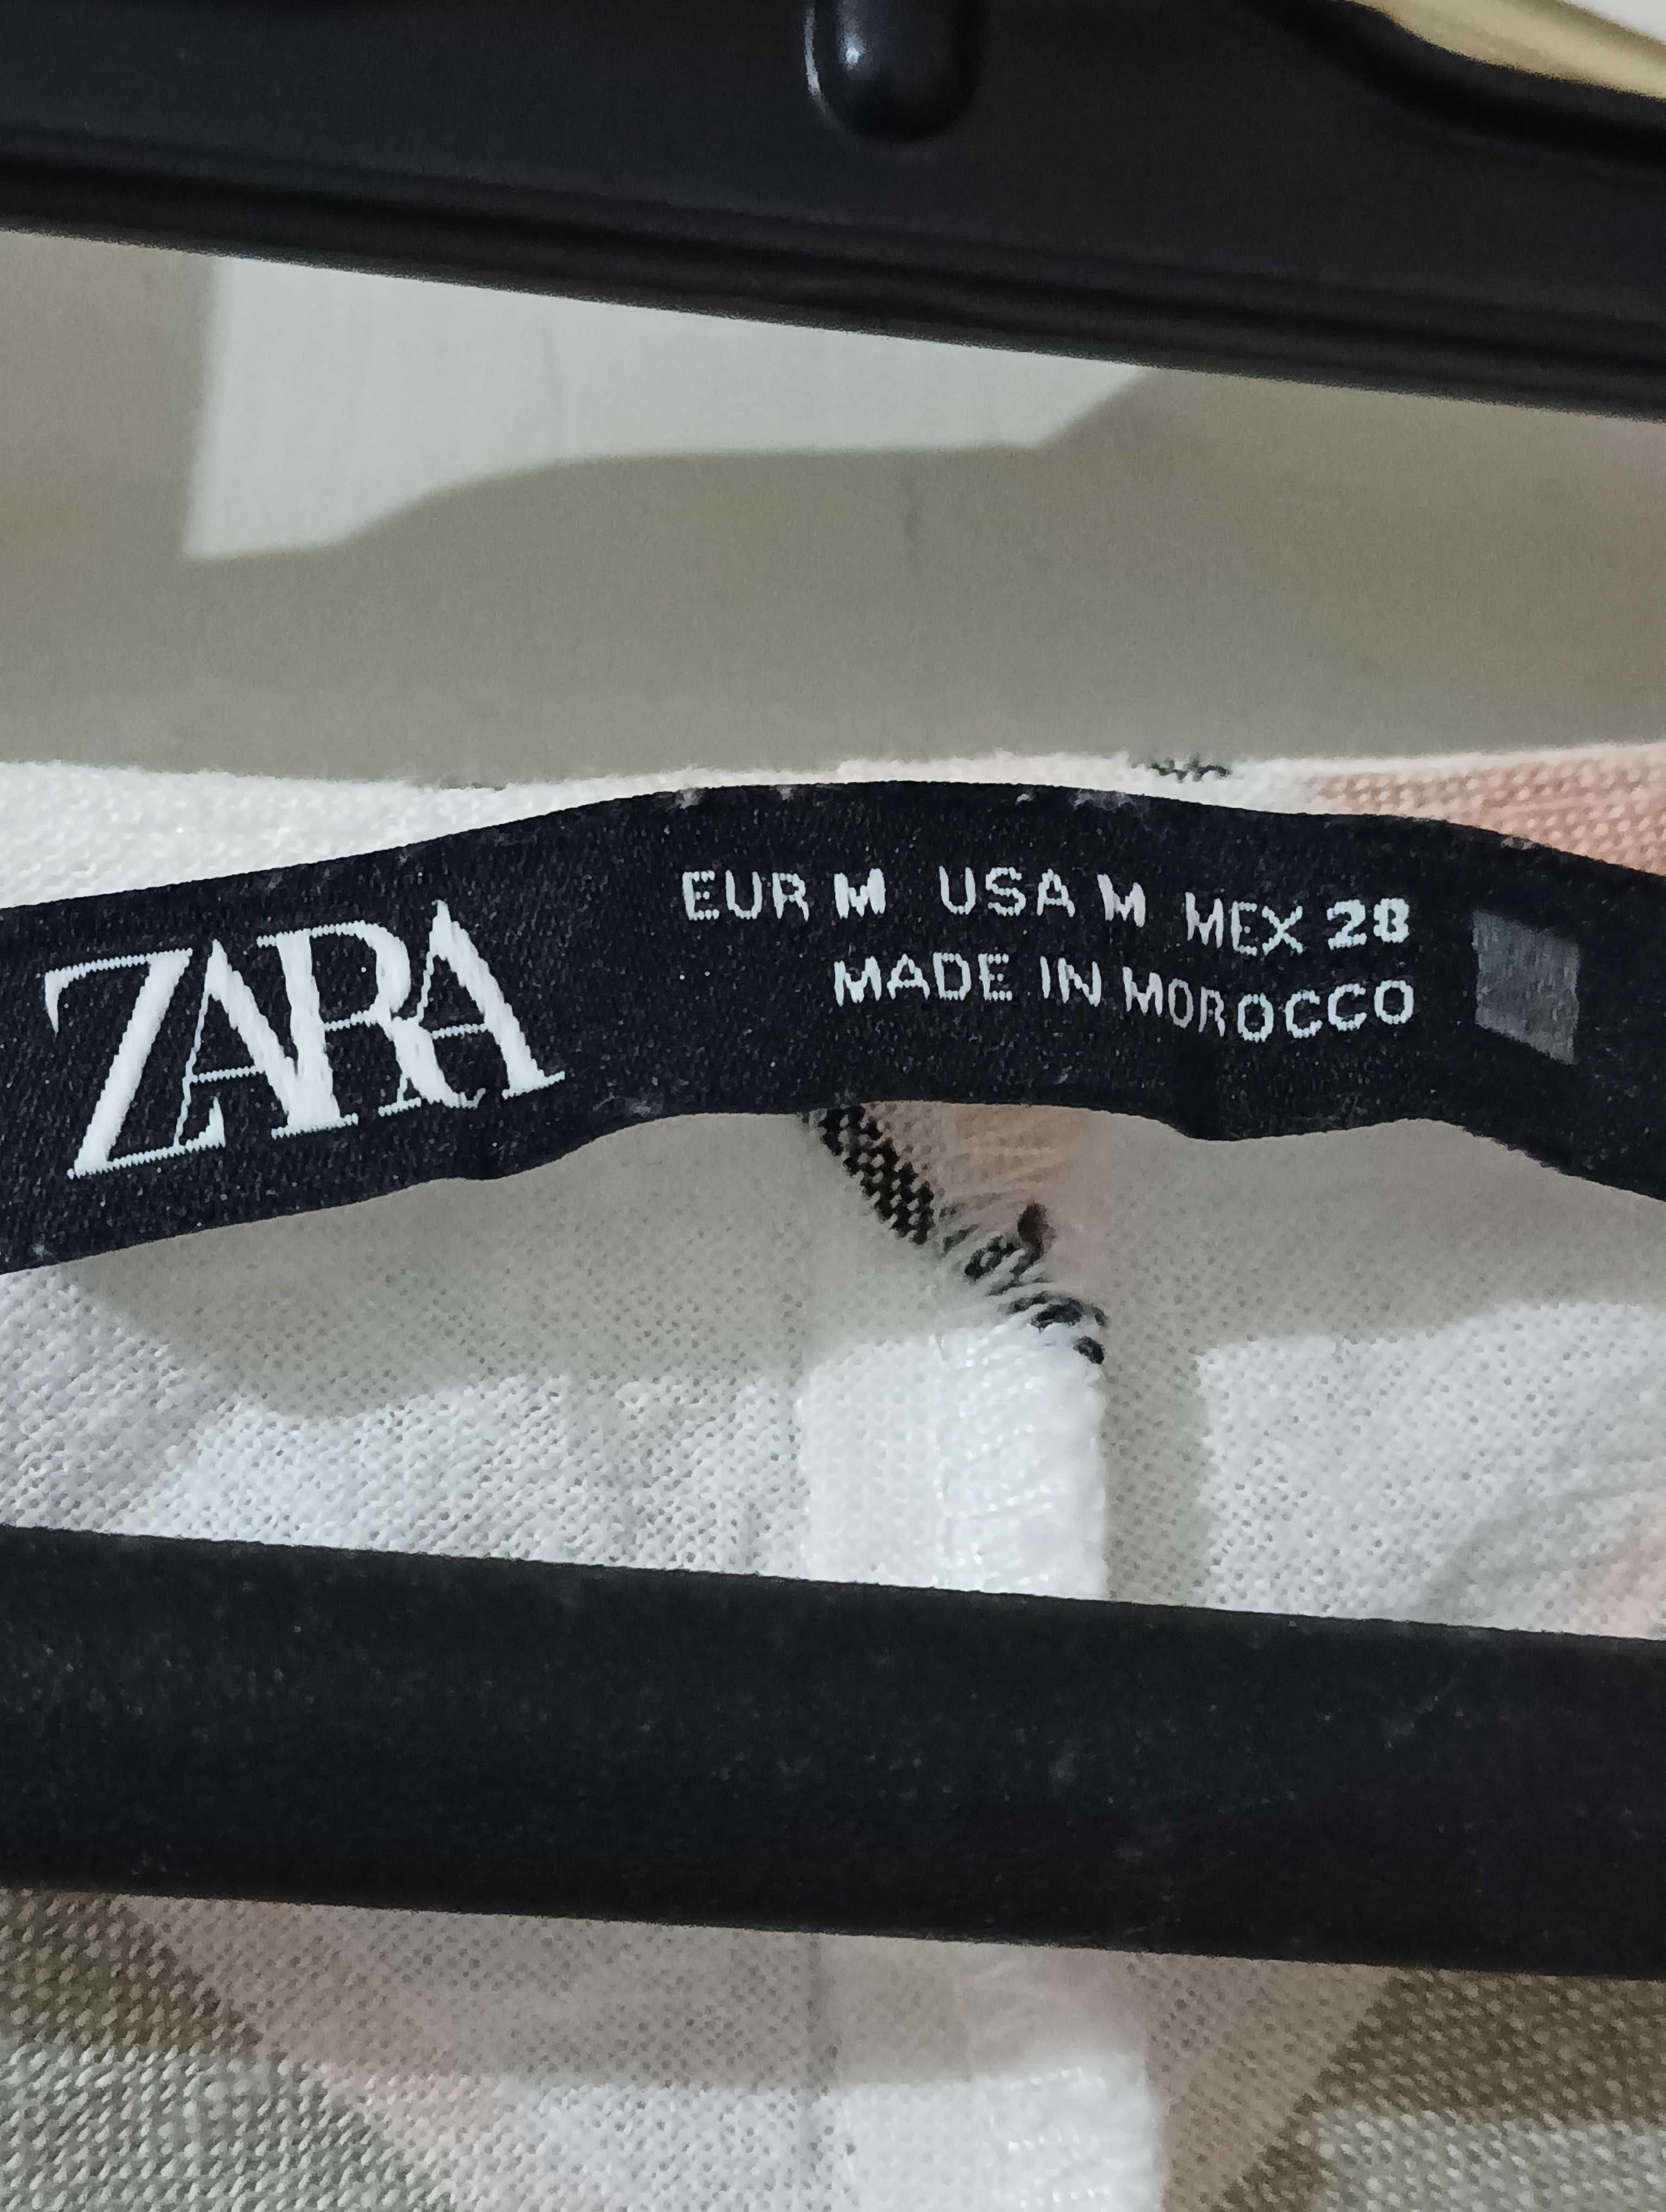 ZARA
EUR M USA M MEX 28
MADE IN MOROCCO